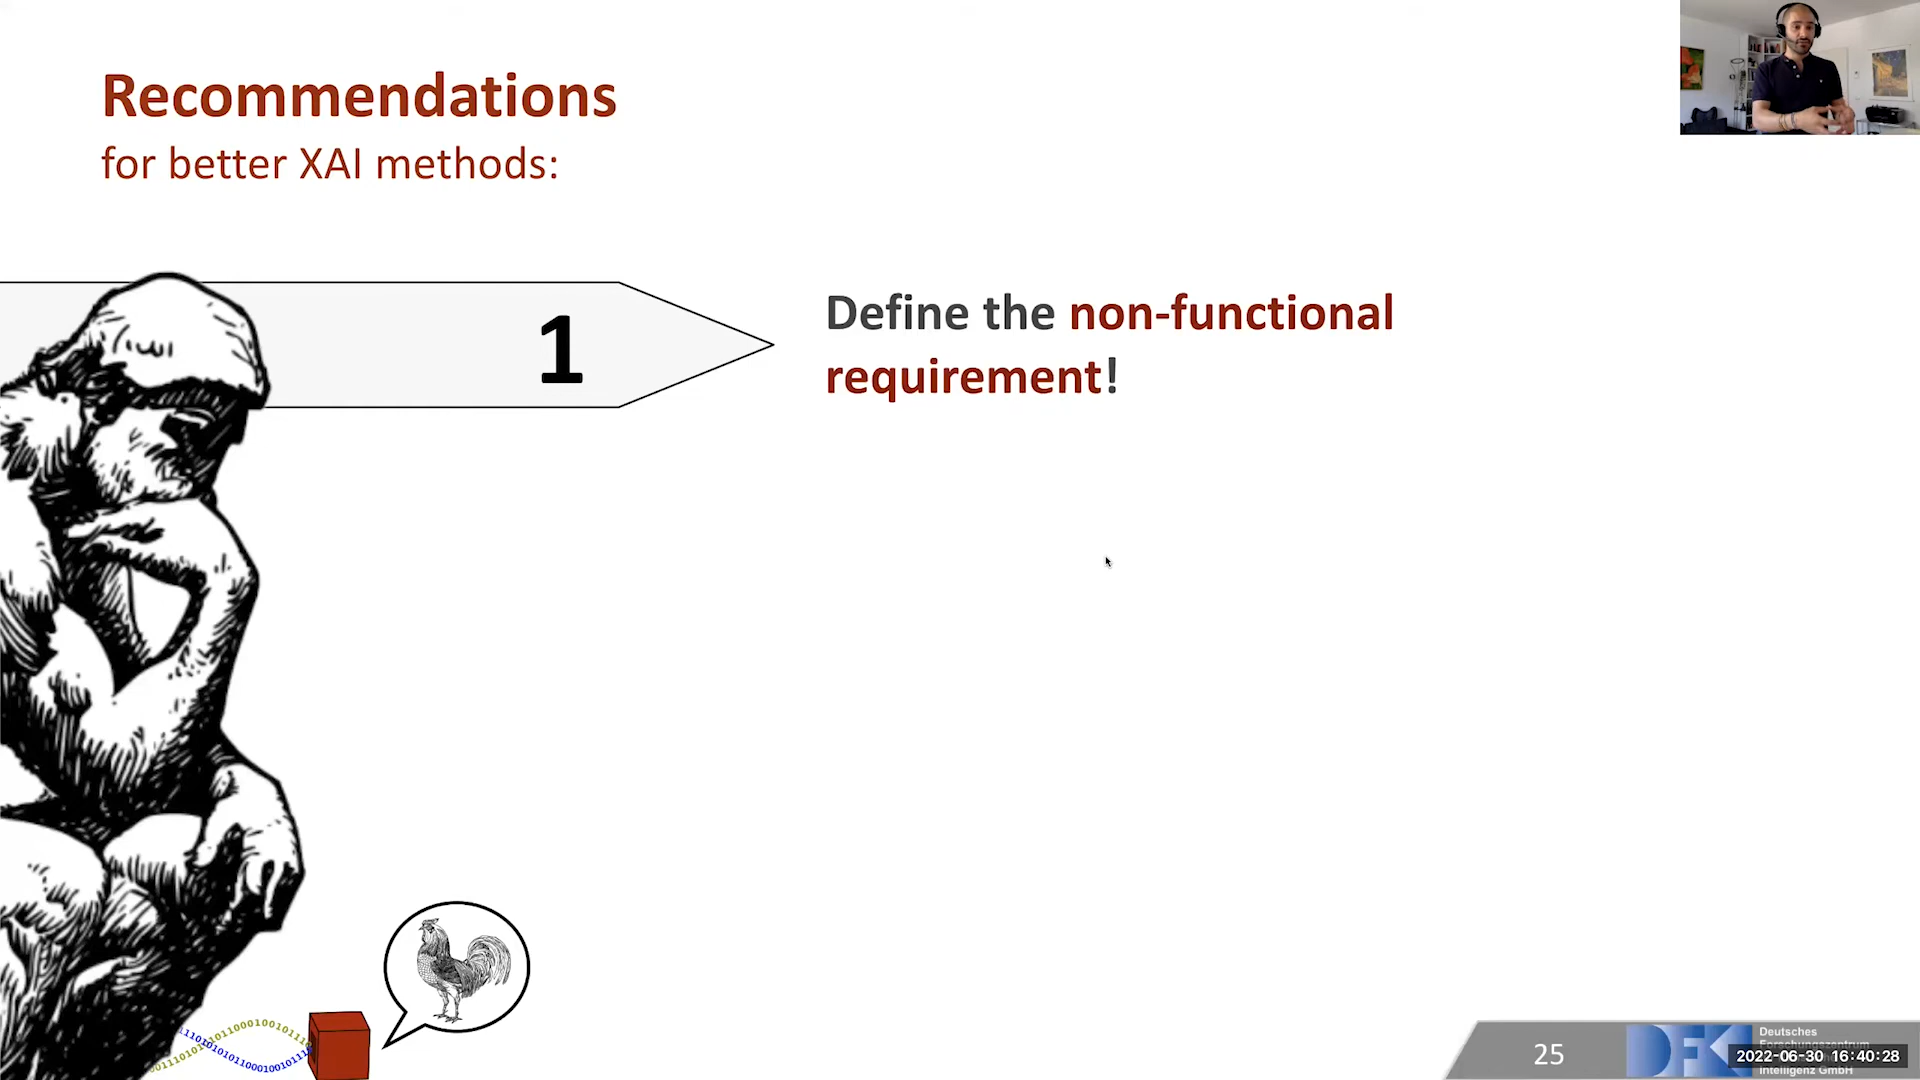 Recommendations
for better XAI methods:
1
Define the non-functional
requirement!
25
DFK
Deutsches
Forschungszentrum
2022-06-30 16:40:28
Intelligenz GmbH